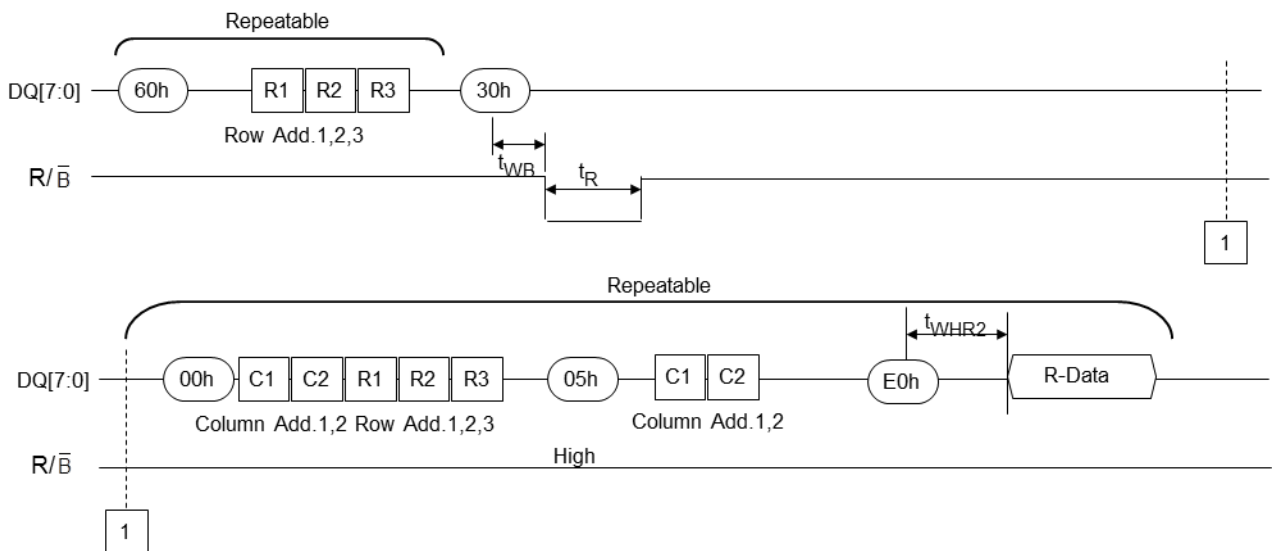 Repeatable
DQ[7:0] 60h R1 R2 R3 30h
Row Add.1,2,3
tWB
R/B̅ tR
1
Repeatable
tWHR2
DQ[7:0] 00h C1 C2 R1 R2 R3 05h C1 C2 E0h R-Data
Column Add.1,2 Row Add.1,2,3 Column Add.1,2
R/B̅ High
1